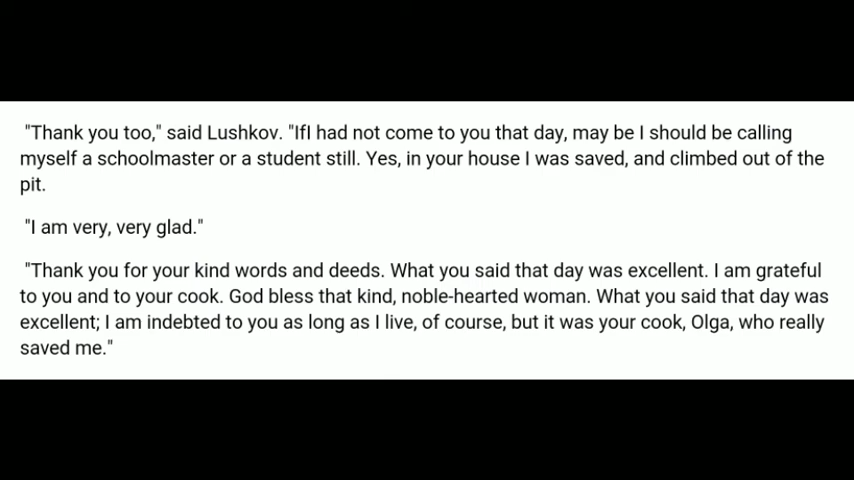 "Thank you too," said Lushkov. "IfI had not come to you that day, may be I should be calling
myself a schoolmaster or a student still. Yes, in your house I was saved, and climbed out of the
pit.
"I am very, very glad."
"Thank you for your kind words and deeds. What you said that day was excellent. I am grateful
to you and to your cook. God bless that kind, noble-hearted woman. What you said that day was
excellent; I am indebted to you as long as I live, of course, but it was your cook, Olga, who really
saved me."